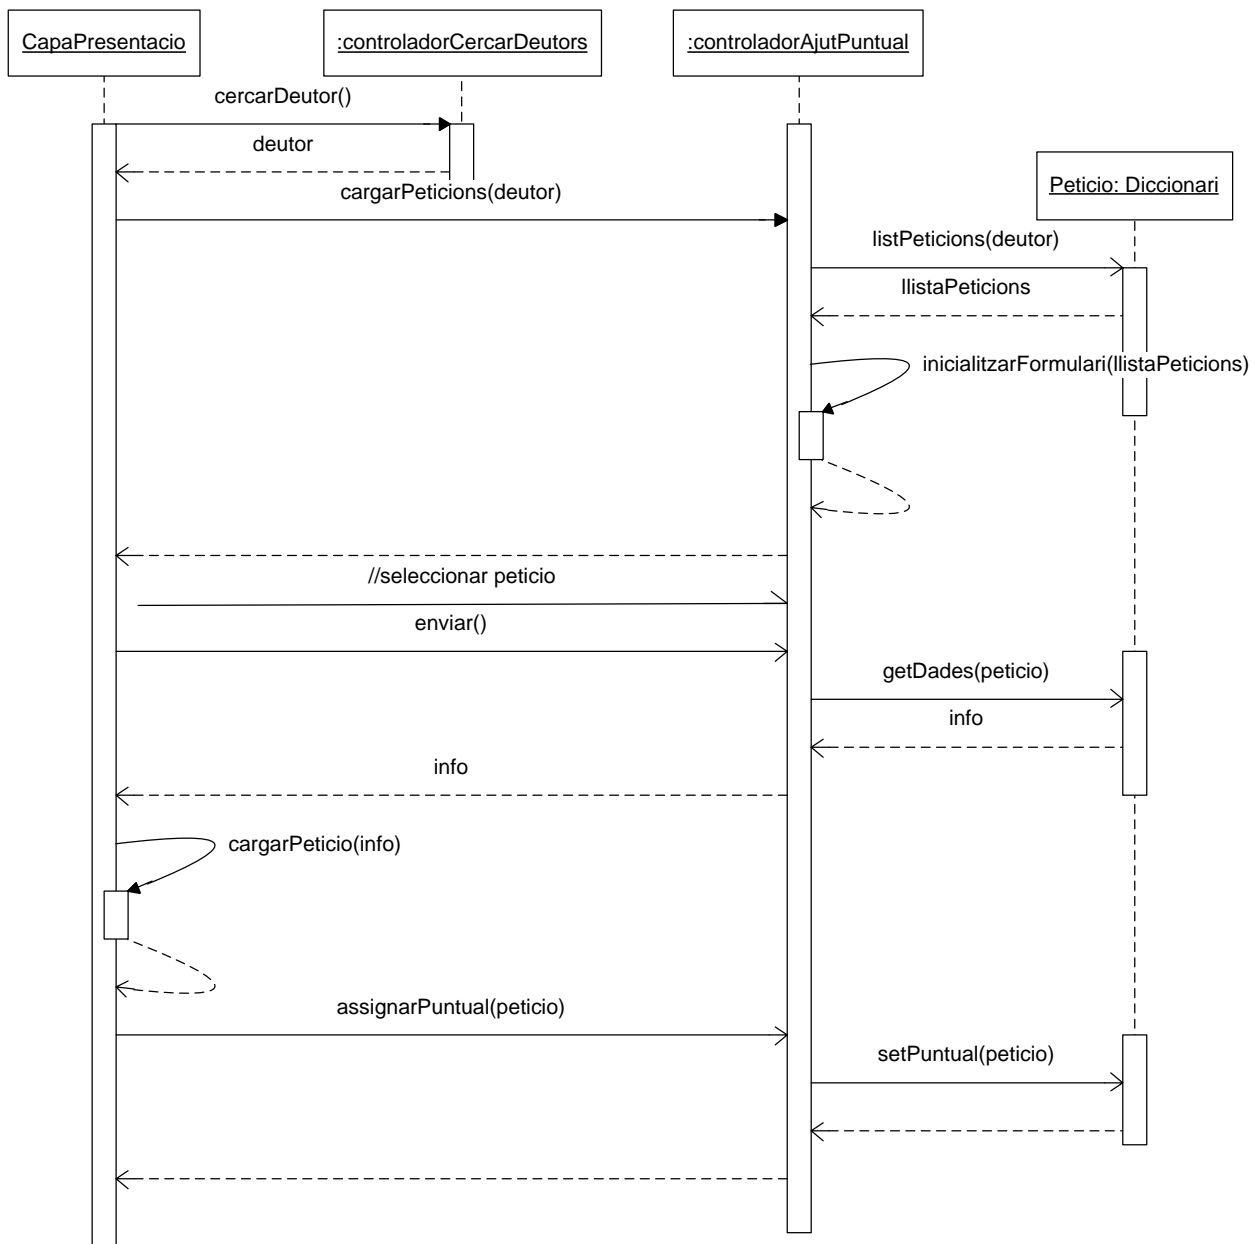 CapaPresentacio
:controladorCercarDeutors
:controladorAjutPuntual
cercarDeutor()
deutor
Peticio: Diccionari
cargarPeticions(deutor)
listPeticions(deutor)
llistaPeticions
inicialitzarFormulari(llistaPeticions)
//seleccionar peticio
enviar()
getDades(peticio)
info
info
cargarPeticio(info)
assignarPuntual(peticio)
setPuntual(peticio)